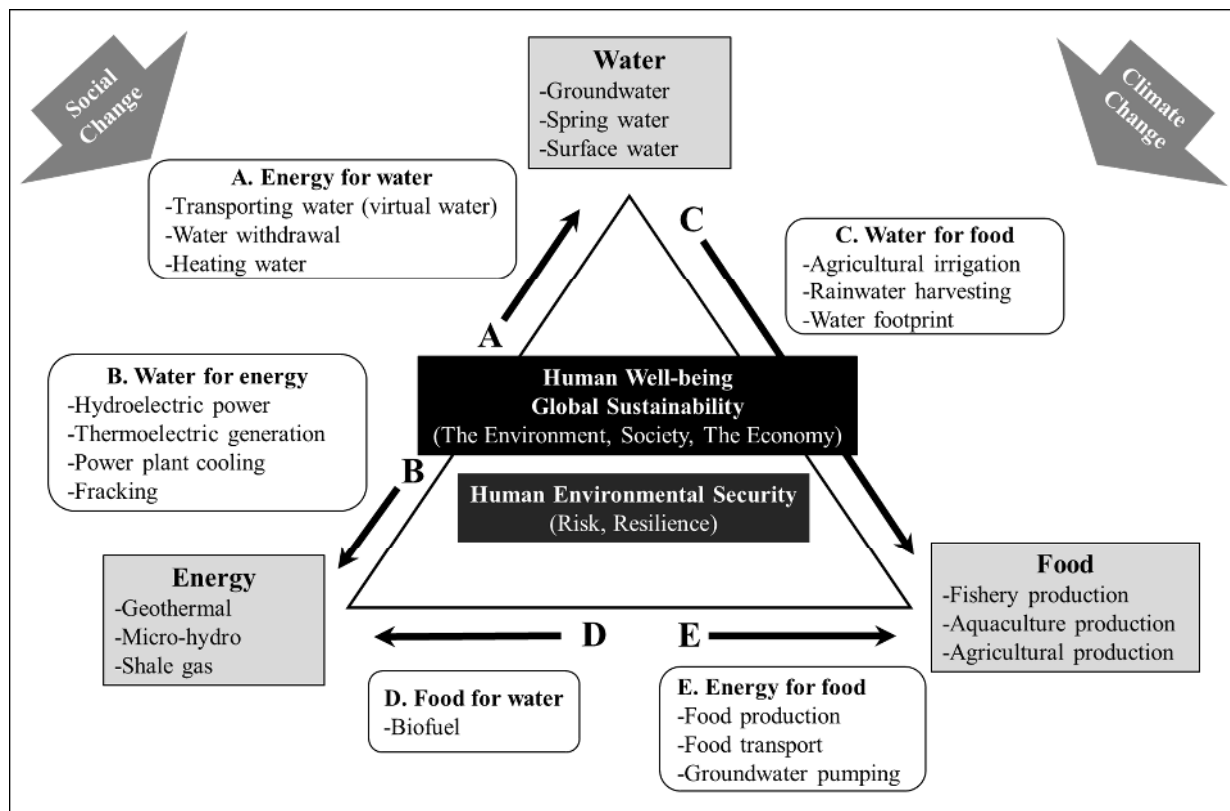 Social
Change
Water
-Groundwater
-Spring water
-Surface water
Climate
Change
A. Energy for water
-Transporting water (virtual water)
-Water withdrawal
-Heating water
C
C. Water for food
-Agricultural irrigation
-Rainwater harvesting
-Water footprint
A
B. Water for energy
-Hydroelectric power
-Thermoelectric generation
-Power plant cooling
-Fracking
B
Human Well-being
Global Sustainability
(The Environment, Society, The Economy)
Human Environmental Security
(Risk, Resilience)
Energy
-Geothermal
-Micro-hydro
-Shale gas
Food
-Fishery production
-Aquaculture production
-Agricultural production
D
E
D. Food for water
-Biofuel
E. Energy for food
-Food production
-Food transport
-Groundwater pumping